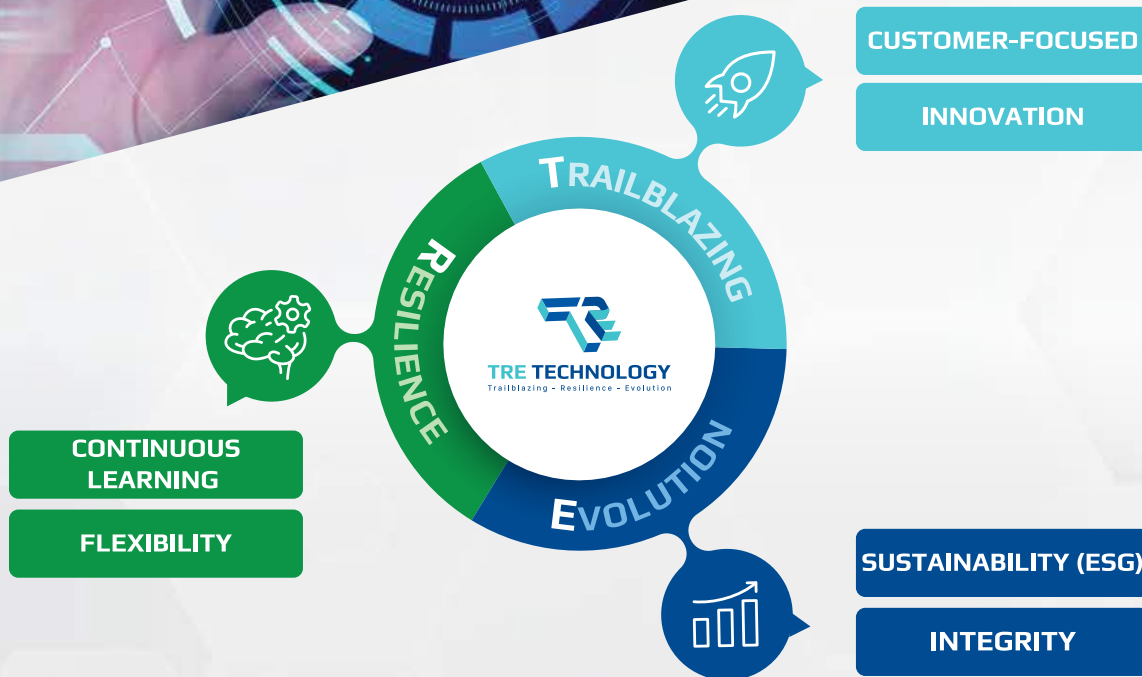 CUSTOMER-FOCUSED
INNOVATION
TRAILBLAZING
RESILIENCE
TRE TECHNOLOGY
Trailblazing - Resilience - Evolution
CONTINUOUS
LEARNING
FLEXIBILITY
EVOLUTION
SUSTAINABILITY (ESG)
INTEGRITY